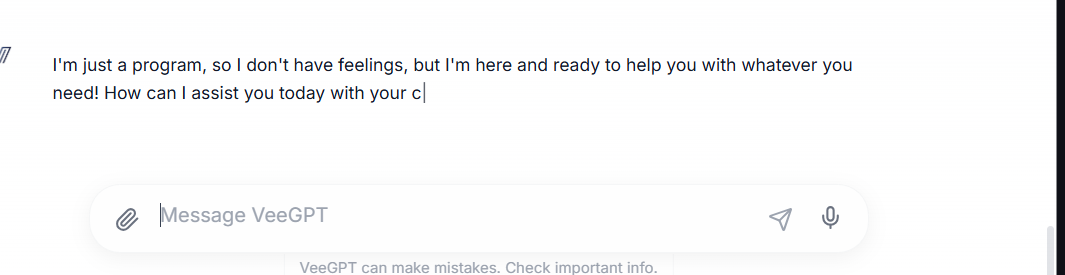 I'm just a program, so I don't have feelings, but I'm here and ready to help you with whatever you
need! How can I assist you today with your c
Message VeeGPT
VeeGPT can make mistakes. Check important info.